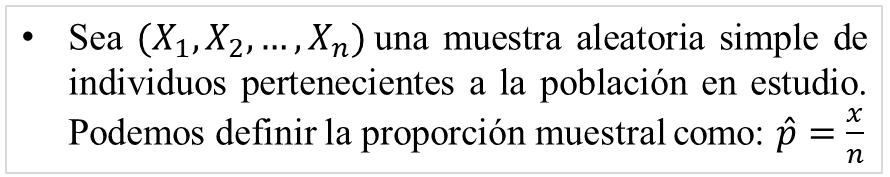 • Sea (X₁, X₂, … , Xₙ) una muestra aleatoria simple de
individuos pertenecientes a la población en estudio.
Podemos definir la proporción muestral como: p̂ = x/n